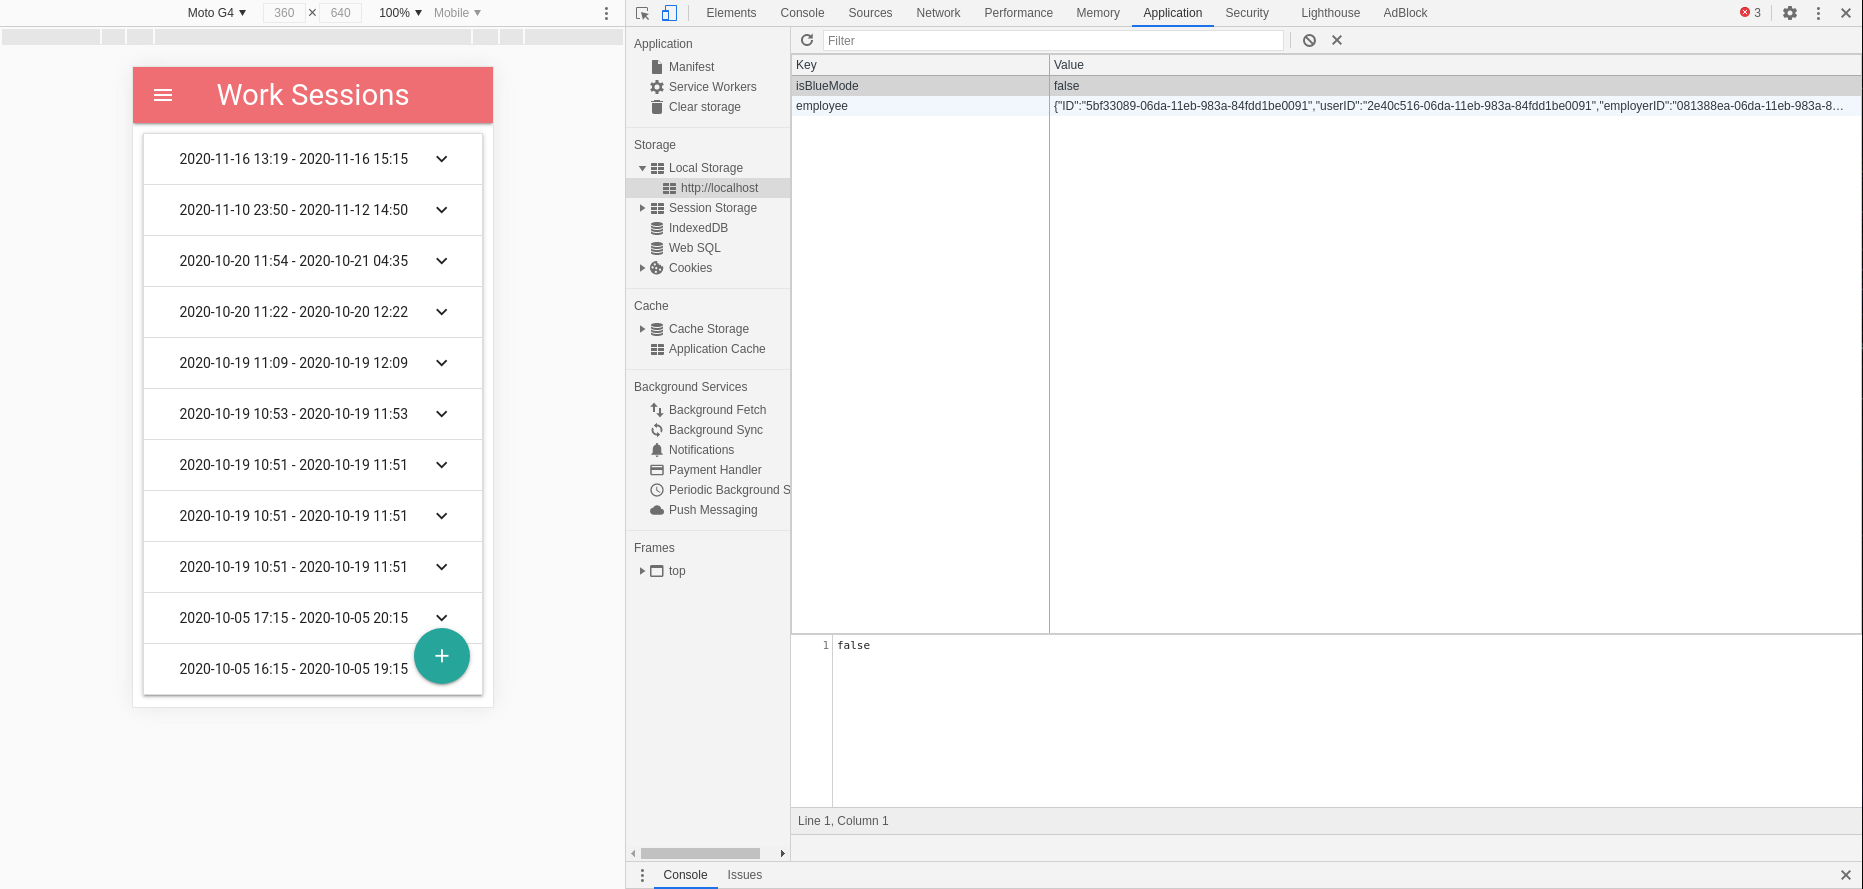 Moto G4 360 × 640 100% Mobile
Work Sessions
2020-11-16 13:19 - 2020-11-16 15:15
2020-11-10 23:50 - 2020-11-12 14:50
2020-10-20 11:54 - 2020-10-21 04:35
2020-10-20 11:22 - 2020-10-20 12:22
2020-10-19 11:09 - 2020-10-19 12:09
2020-10-19 10:53 - 2020-10-19 11:53
2020-10-19 10:51 - 2020-10-19 11:51
2020-10-19 10:51 - 2020-10-19 11:51
2020-10-19 10:51 - 2020-10-19 11:51
2020-10-05 17:15 - 2020-10-05 20:15
2020-10-05 16:15 - 2020-10-05 19:15
Elements Console Sources Network Performance Memory Application Security Lighthouse AdBlock 3
Application
Manifest
Service Workers
Clear storage
Storage
Local Storage
http://localhost
Session Storage
IndexedDB
Web SQL
Cookies
Cache
Cache Storage
Application Cache
Background Services
Background Fetch
Background Sync
Notifications
Payment Handler
Periodic Background S
Push Messaging
Frames
top
Filter
Key Value
isBlueMode false
employee {"ID":"5bf33089-06da-11eb-983a-84fdd1be0091","userID":"2e40c516-06da-11eb-983a-84fdd1be0091","employerID":"081388ea-06da-11eb-983a-8…
1 false
Line 1, Column 1
Console Issues